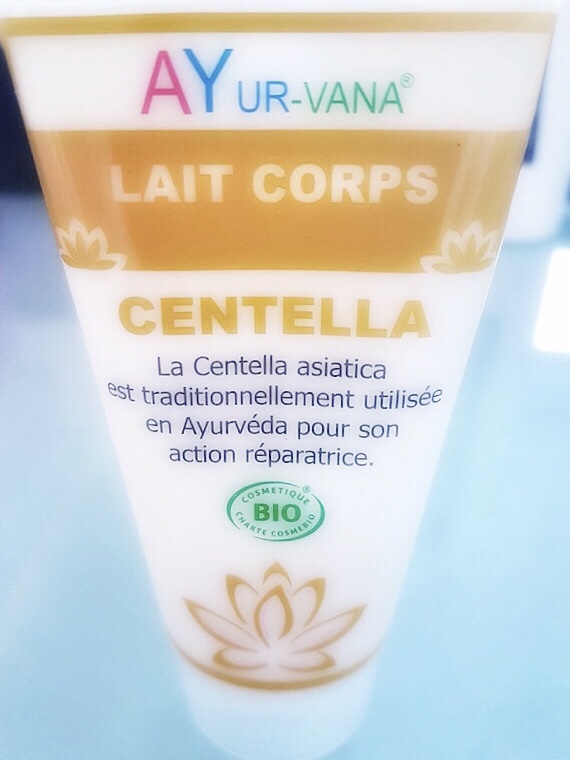 AYUR-VANA®
LAIT CORPS
CENTELLA
La Centella asiatica
est traditionnellement utilisée
en Ayurvéda pour son
action réparatrice.
COSMETIQUE ®
BIO
CHARTE COSMEBIO